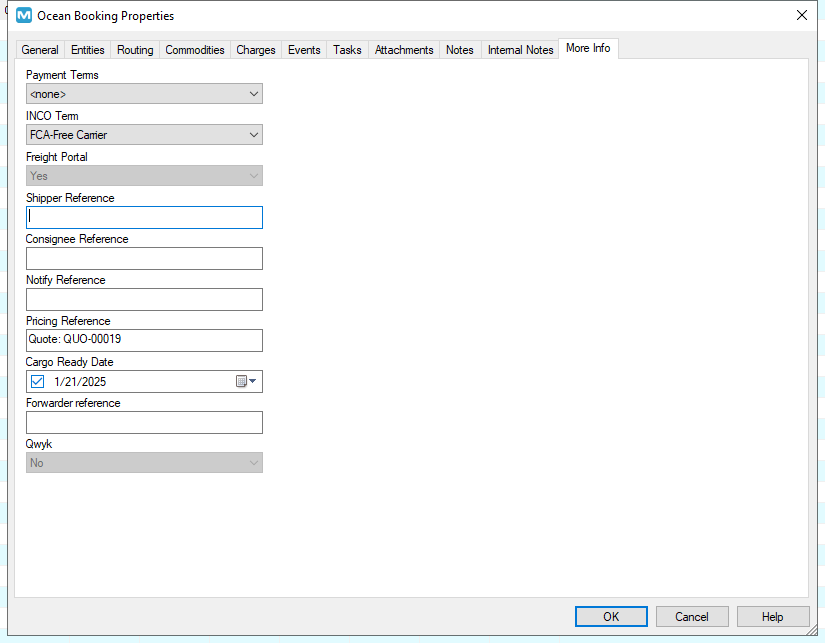 M Ocean Booking Properties
General Entities Routing Commodities Charges Events Tasks Attachments Notes Internal Notes More Info
Payment Terms
<none>
INCO Term
FCA-Free Carrier
Freight Portal
Yes
Shipper Reference
Consignee Reference
Notify Reference
Pricing Reference
Quote: QUO-00019
Cargo Ready Date
1/21/2025
Forwarder reference
Qwyk
No
OK Cancel Help